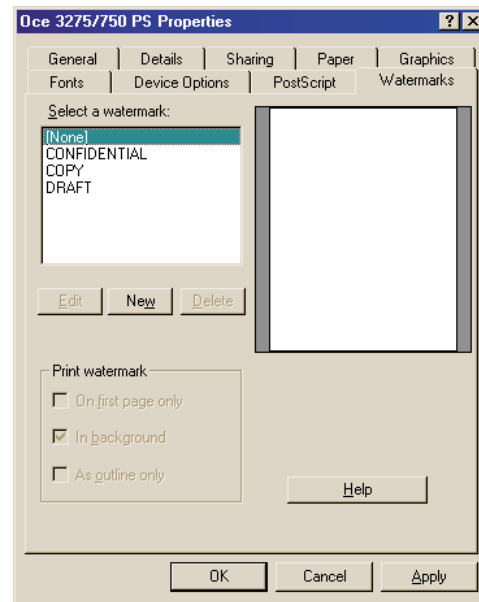 Oce 3275/750 PS Properties
General Details Sharing Paper Graphics
Fonts Device Options PostScript Watermarks
Select a watermark:
[None]
CONFIDENTIAL
COPY
DRAFT
Edit New Delete
Print watermark
On first page only
In background
As outline only
Help
OK Cancel Apply